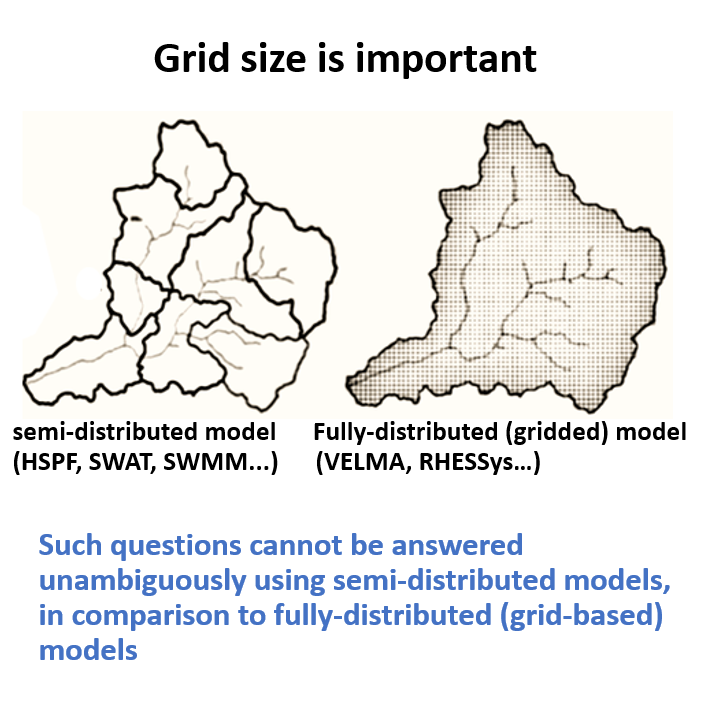 Grid size is important
semi-distributed model
(HSPF, SWAT, SWMM...)
Fully-distributed (gridded) model
(VELMA, RHESSys…)
Such questions cannot be answered
unambiguously using semi-distributed models,
in comparison to fully-distributed (grid-based)
models